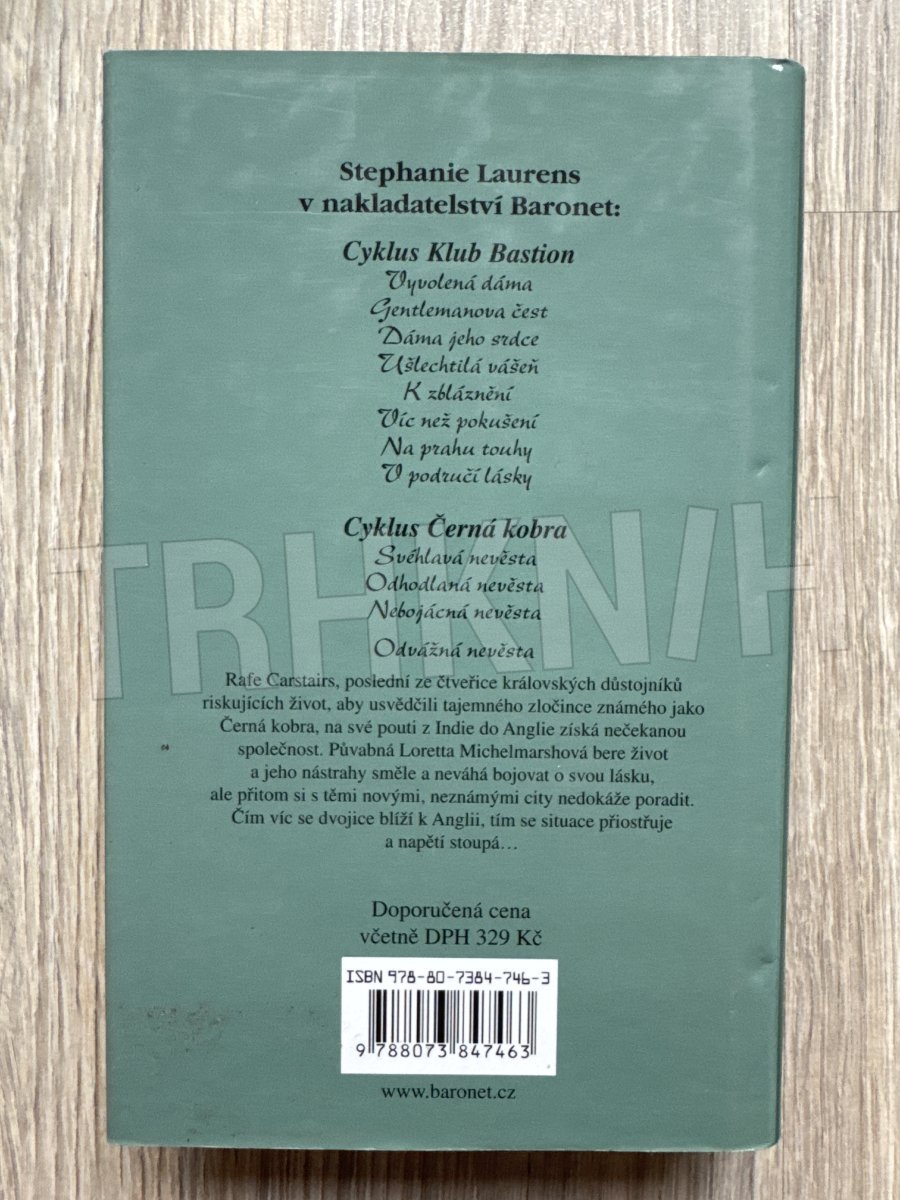 Stephanie Laurens
v nakladatelství Baronet:
Cyklus Klub Bastion
Vyvolená dáma
Gentlemanova čest
Dáma jeho srdce
Ušlechtilá vášeň
K zbláznění
Víc než pokušení
Na prahu touhy
V područí lásky
Cyklus Černá kobra
Svéhlavá nevěsta
Odhodlaná nevěsta
Nebojácná nevěsta
Odvážná nevěsta
Rafe Carstairs, poslední ze čtveřice královských důstojníků
riskujících život, aby usvědčili tajemného zločince známého jako
Černá kobra, na své pouti z Indie do Anglie získá nečekanou
společnost. Půvabná Loretta Michelmarshová bere život
a jeho nástrahy směle a neváhá bojovat o svou lásku,
ale přitom si s těmi novými, neznámými city nedokáže poradit.
Čím víc se dvojice blíží k Anglii, tím se situace přiostřuje
a napětí stoupá…
Doporučená cena
včetně DPH 329 Kč
ISBN 978-80-7384-746-3
9 788073 847463
www.baronet.cz
TRHKNIH